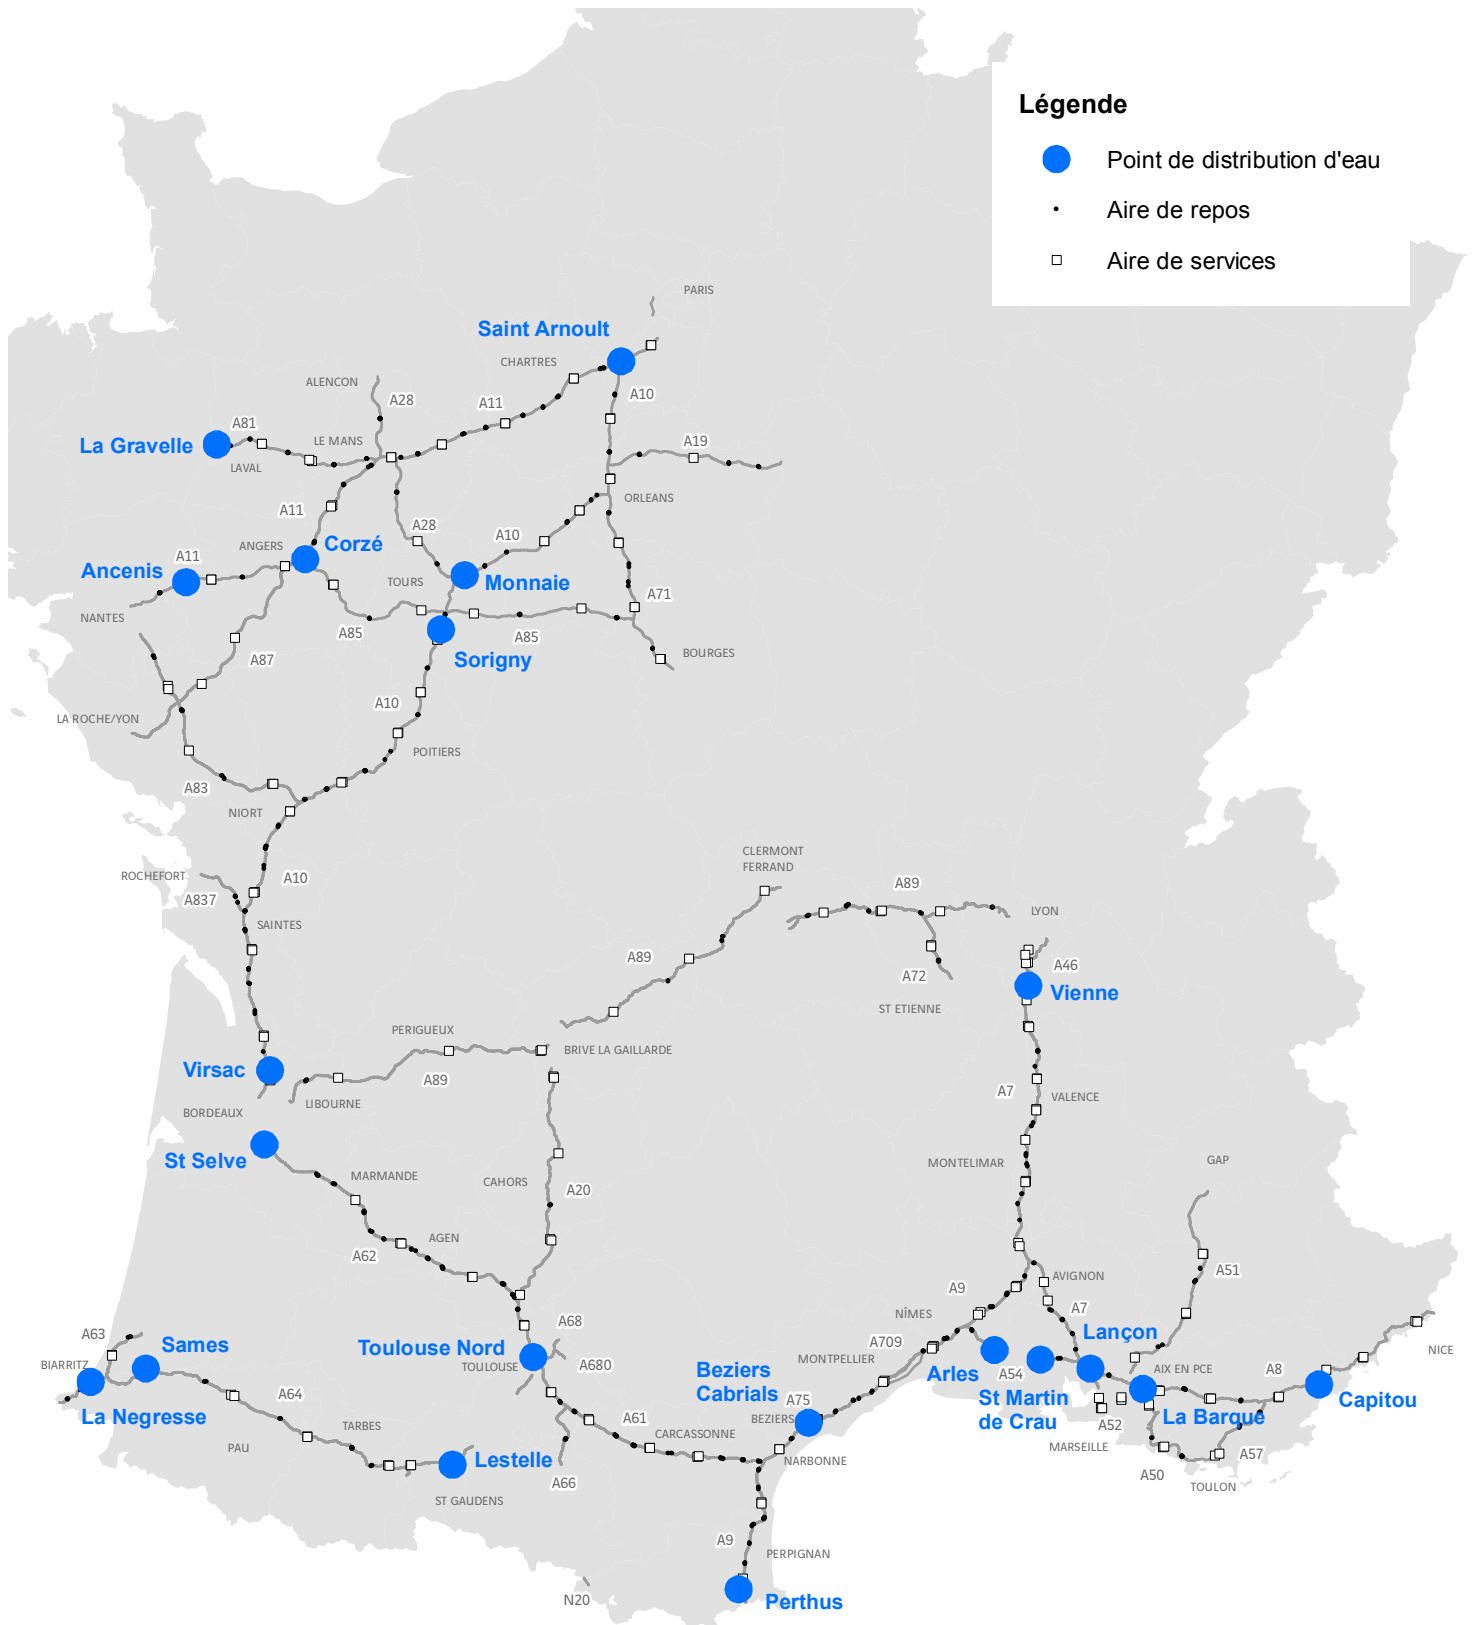 Légende
Point de distribution d'eau
Aire de repos
Aire de services
PARIS
Saint Arnoult
CHARTRES
ALENCON
A28
A11
A10
A81
La Gravelle
LE MANS
LAVAL
A19
ORLEANS
A11
A28
A10
ANGERS
Corzé
A11
Ancenis
TOURS
Monnaie
NANTES
A71
A85
A85
Sorigny
BOURGES
A87
LA ROCHE/YON
A10
POITIERS
A83
NIORT
ROCHEFORT
A10
A837
SAINTES
CLERMONT
FERRAND
A89
LYON
A89
A72
A46
Vienne
ST ETIENNE
PERIGUEUX
BRIVE LA GAILLARDE
Virsac
A89
LIBOURNE
BORDEAUX
A7
VALENCE
St Selve
MARMANDE
CAHORS
A20
MONTELIMAR
GAP
AGEN
A62
A51
AVIGNON
A9
A7
NÎMES
A63
Sames
A68
Toulouse Nord
TOULOUSE
A680
A709
MONTPELLIER
Lançon
NICE
BIARRITZ
Beziers
Cabrials
Arles
A54
AIX EN PCE
A8
Capitou
A64
La Negresse
A75
St Martin
de Crau
La Barque
TARBES
A61
BEZIERS
A52
PAU
CARCASSONNE
MARSEILLE
A57
Lestelle
NARBONNE
A66
A50
TOULON
ST GAUDENS
A9
PERPIGNAN
N20
Perthus